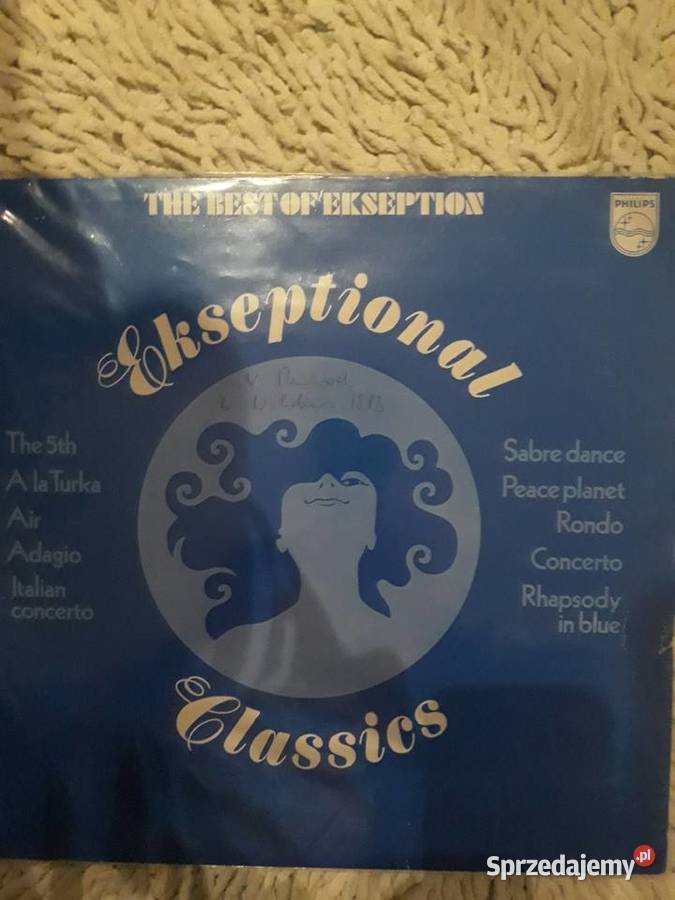 THE BEST OF EKSEPTION
PHILIPS
Ekseptional
1983
The 5th
A la Turka
Air
Adagio
Italian
concerto
Sabre dance
Peace planet
Rondo
Concerto
Rhapsody
in blue
Classics
Sprzedajemy.pl